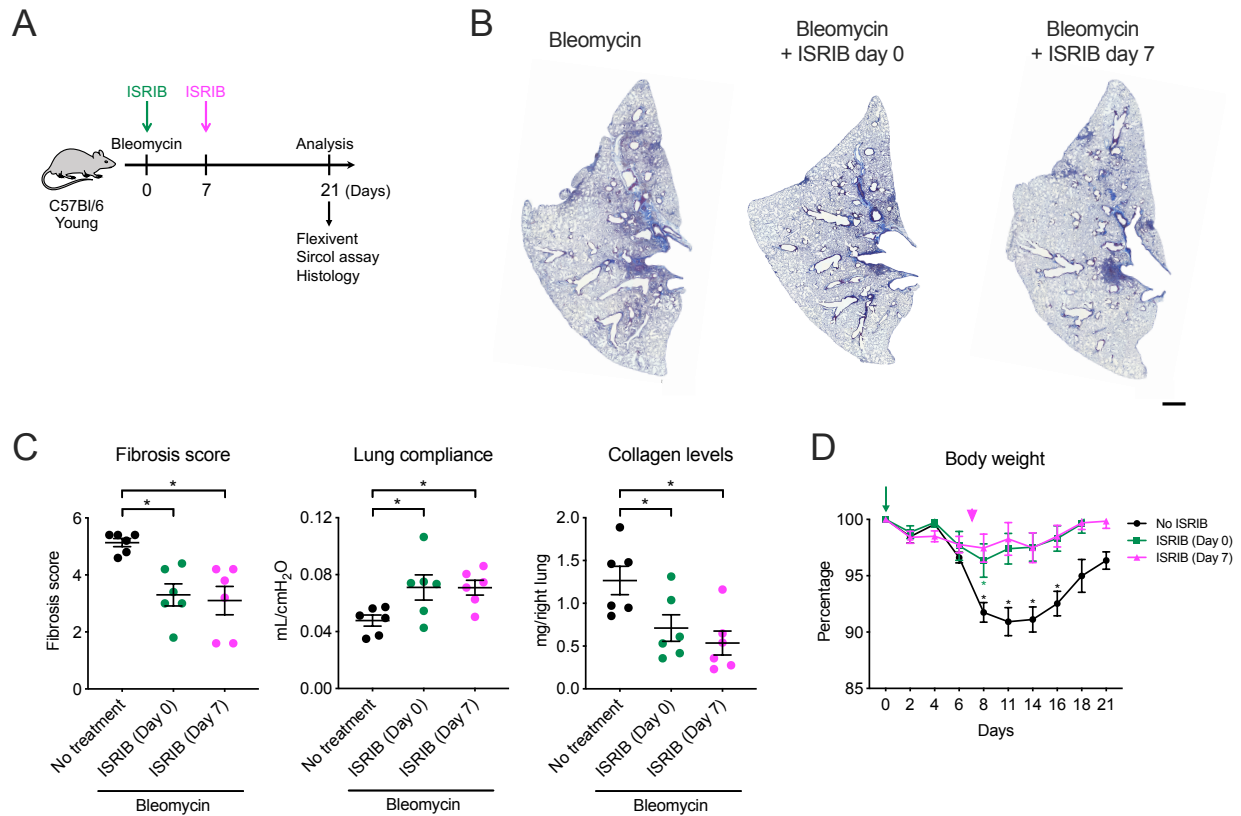 A
ISRIB
ISRIB
Bleomycin
Analysis
0
7
21
(Days)
C57Bl/6
Young
Flexivent
Sircol assay
Histology
B
Bleomycin
Bleomycin
+ ISRIB day 0
Bleomycin
+ ISRIB day 7
C
Fibrosis score
*
*
6
4
2
0
Fibrosis score
No treatment
ISRIB (Day 0)
ISRIB (Day 7)
Bleomycin
Lung compliance
*
*
0.12
0.08
0.04
0.00
mL/cmH₂O
No treatment
ISRIB (Day 0)
ISRIB (Day 7)
Bleomycin
Collagen levels
*
*
2.0
1.5
1.0
0.5
0.0
mg/right lung
No treatment
ISRIB (Day 0)
ISRIB (Day 7)
Bleomycin
D
Body weight
100
95
90
85
Percentage
*
*
*
*
*
0 2 4 6 8 11 14 16 18 21
Days
No ISRIB
ISRIB (Day 0)
ISRIB (Day 7)